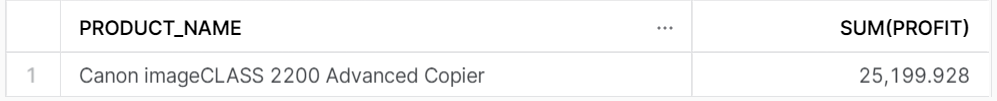 PRODUCT_NAME ... SUM(PROFIT)
1 Canon imageCLASS 2200 Advanced Copier 25,199.928